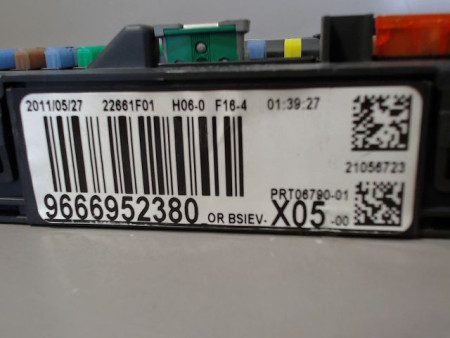 2011/05/27 22661F01 H06-0 F16-4 01:39:27
21056723
PRT06790-01
9666952380 OR BSIEV- X05 -00